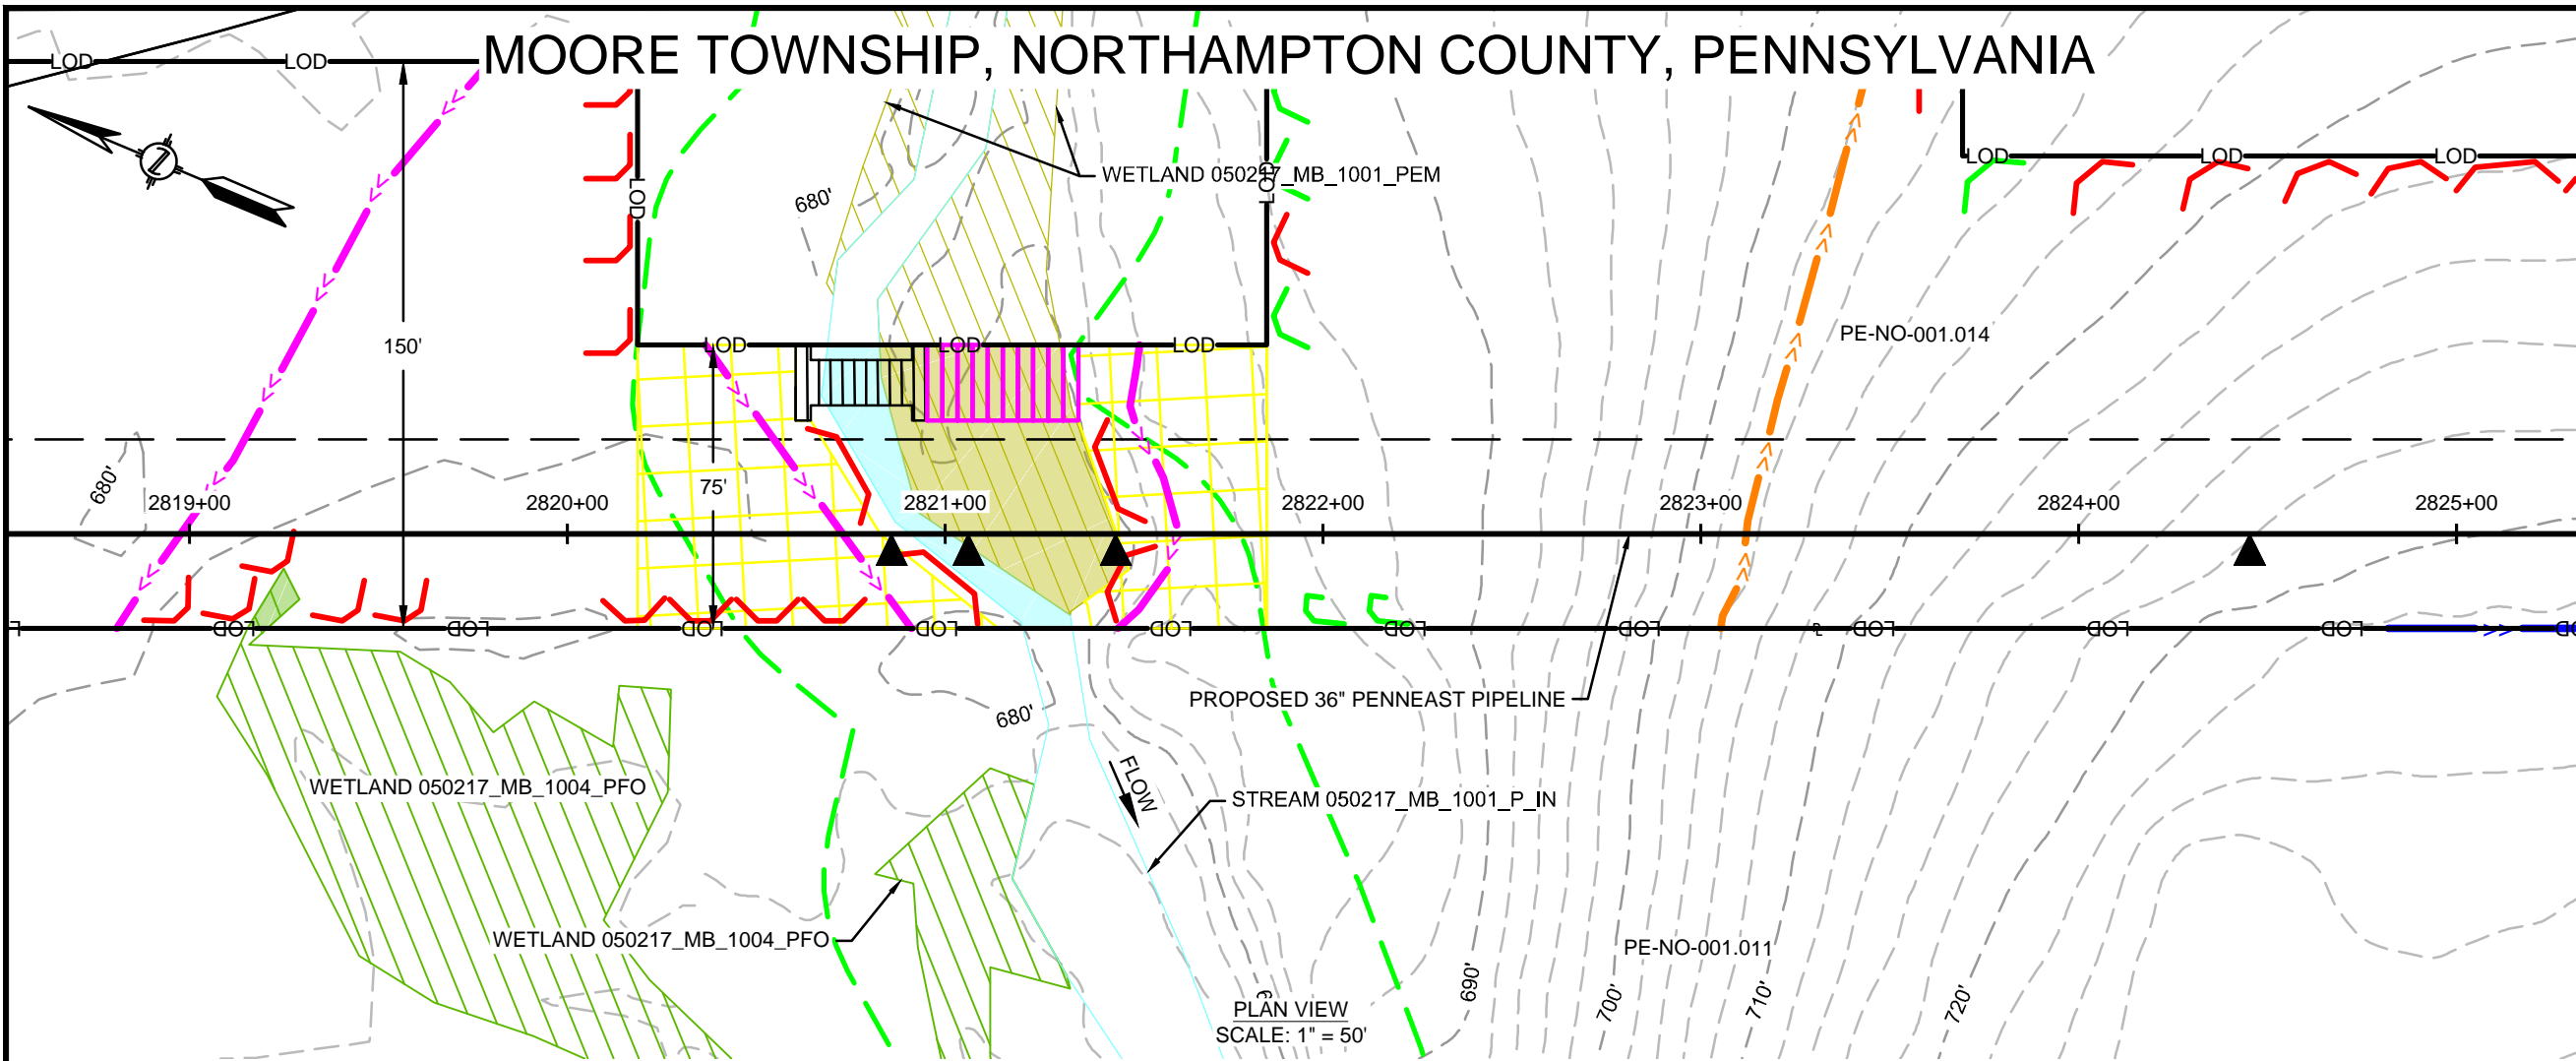 MOORE TOWNSHIP, NORTHAMPTON COUNTY, PENNSYLVANIA
LOD LOD
LOD LOD LOD
LOD
LOD
WETLAND 050217_MB_1001_PEM
680'
150'
LOD LOD LOD
PE-NO-001.014
75'
680'
2819+00 2820+00 2821+00 2822+00 2823+00 2824+00 2825+00
LOD LOD LOD LOD LOD LOD LOD LOD LOD LOD
PROPOSED 36" PENNEAST PIPELINE
680'
FLOW
WETLAND 050217_MB_1004_PFO
STREAM 050217_MB_1001_P_IN
WETLAND 050217_MB_1004_PFO
PE-NO-001.011
690'
700'
710'
720'
PLAN VIEW
SCALE: 1" = 50'